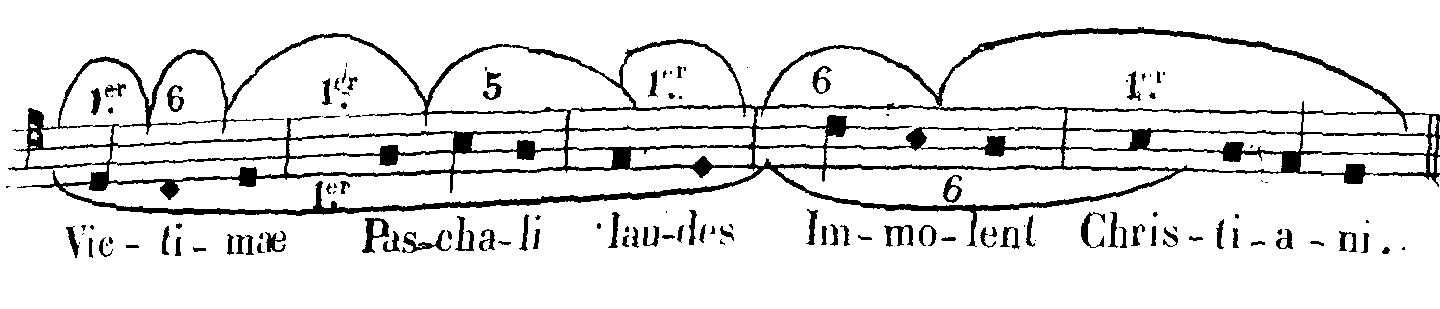 1.er 6 1.er 5 1.er 6 1.er
1.er 6
Vic - ti - mæ Pas-cha-li lau-des Im - mo - lent Chris - ti - a - ni.